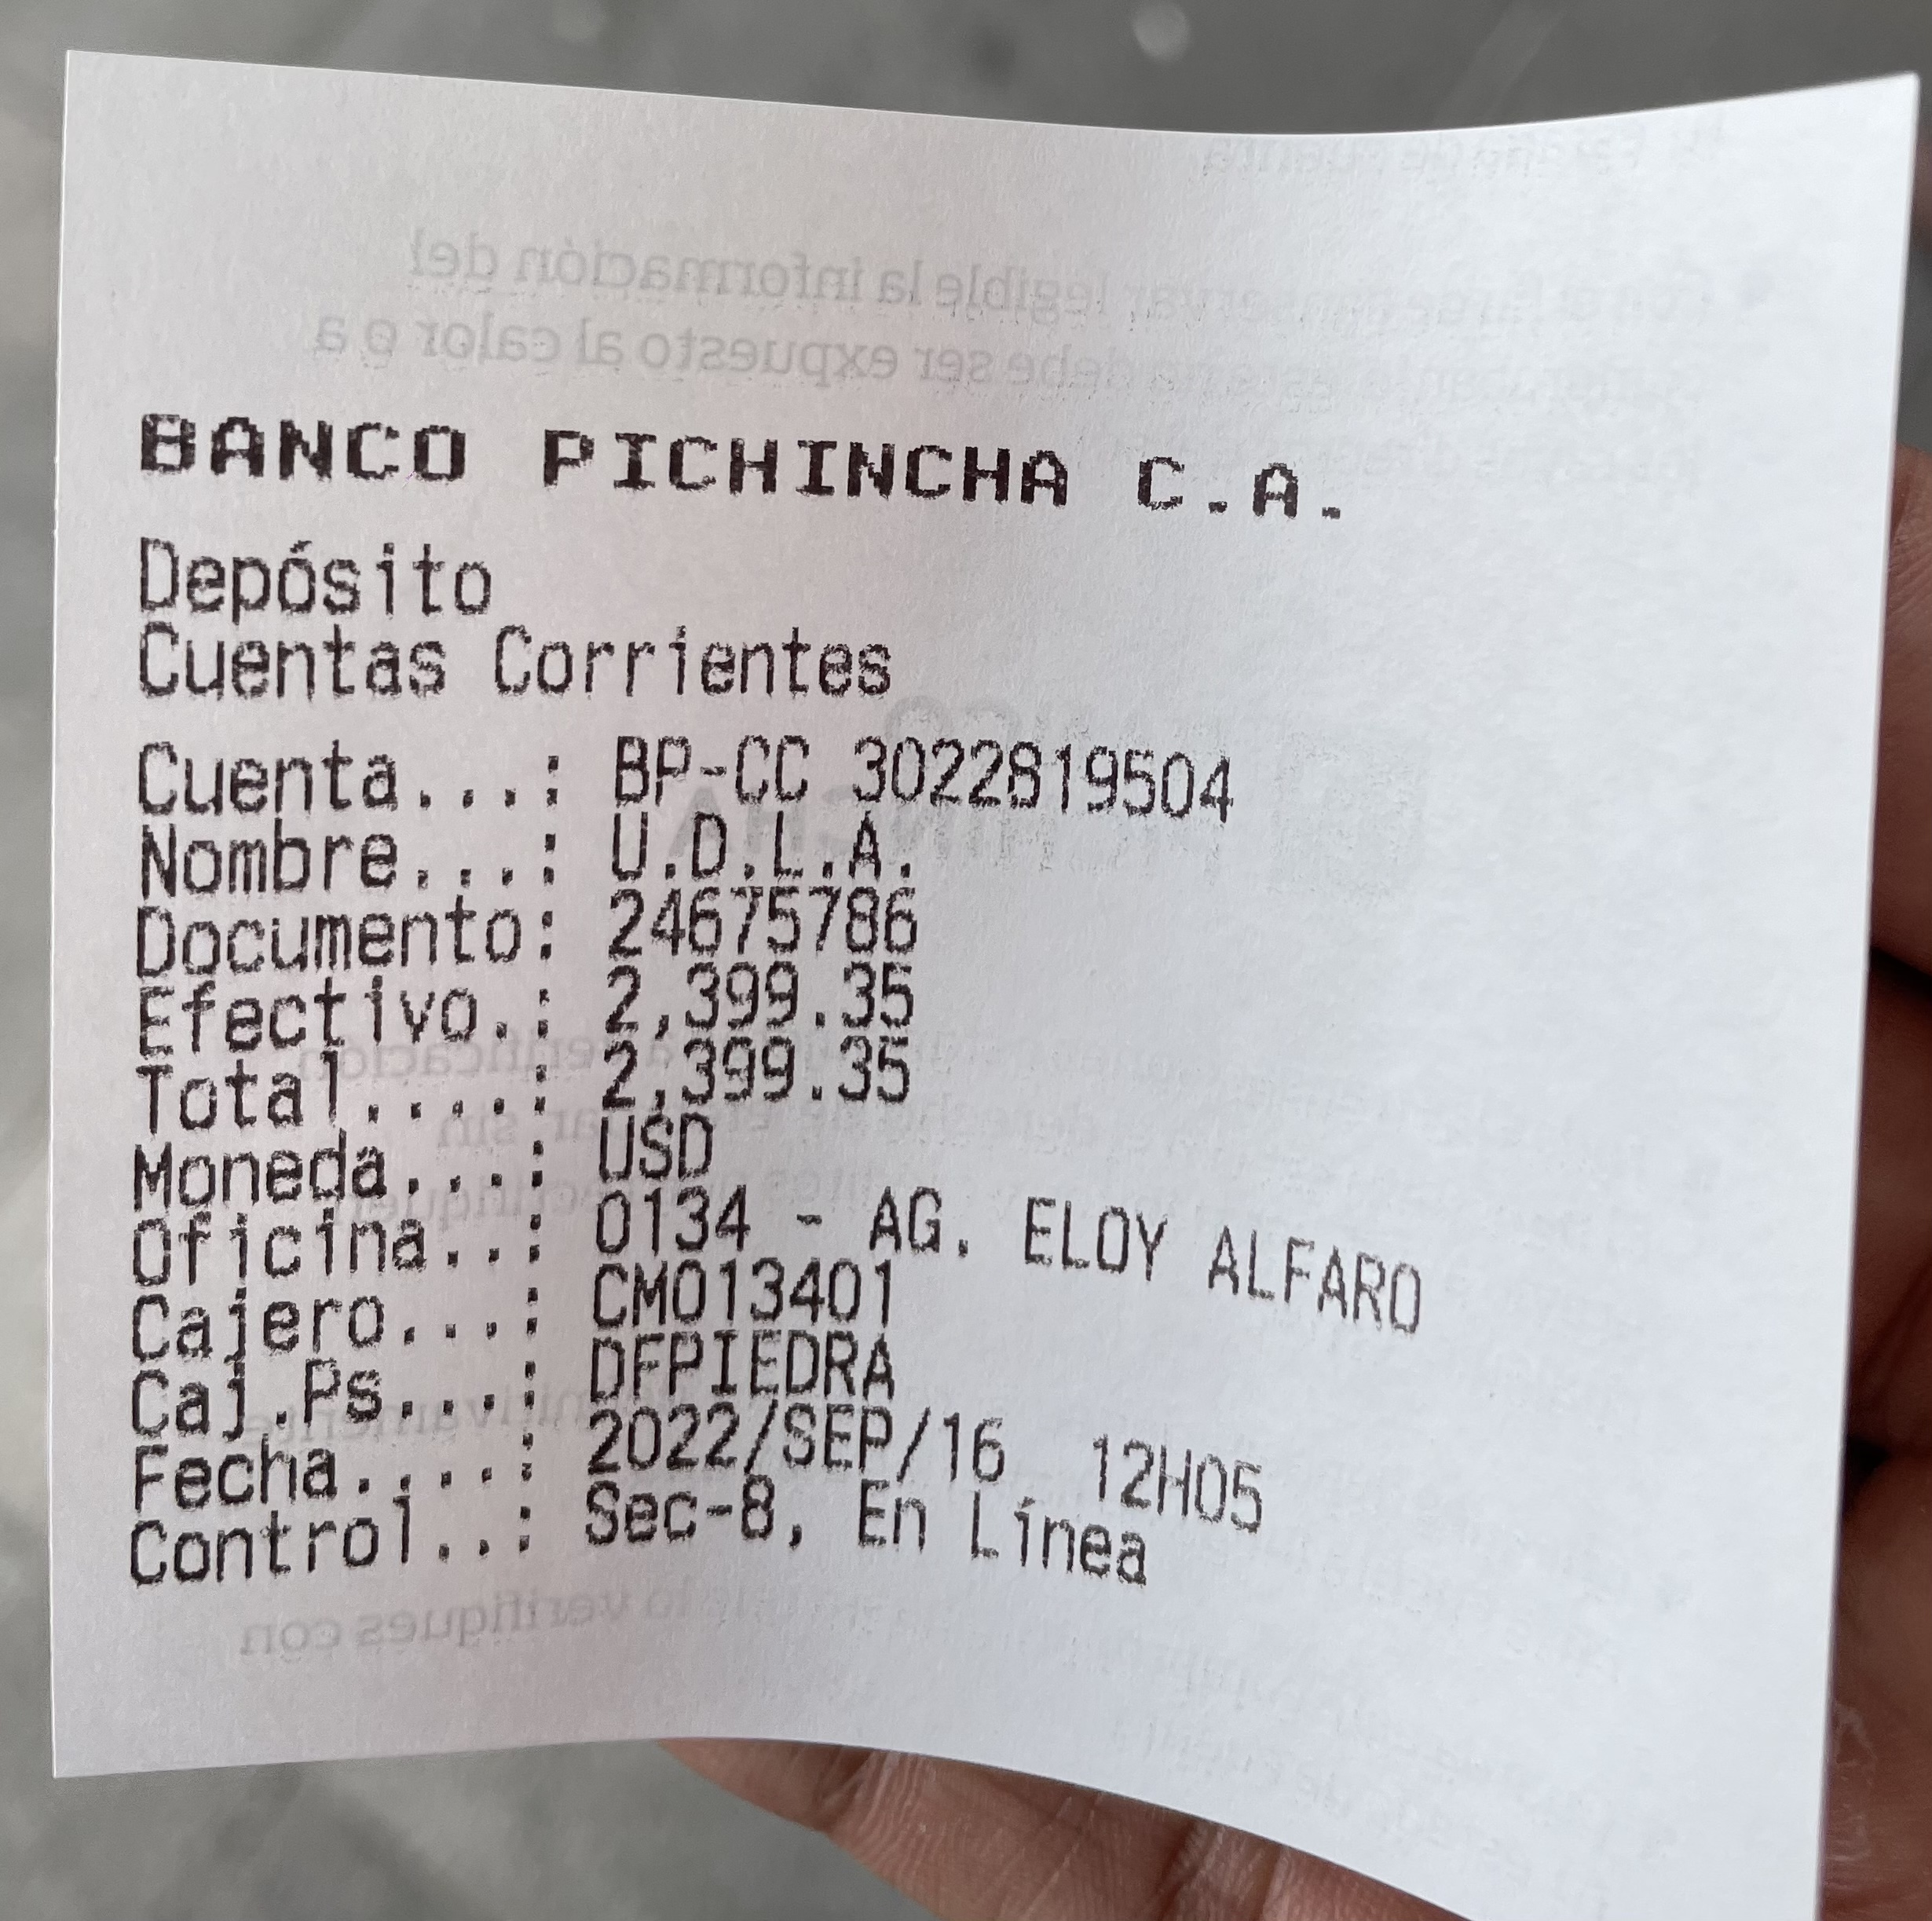 BANCO PICHINCHA C.A.
Depósito
Cuentas Corrientes
Cuenta...: BP-CC 3022819504
Nombre...: U.D.L.A.
Documento: 24675786
Efectivo.: 2,399.35
Total....: 2,399.35
Moneda...: USD
Oficina..: 0134 - AG. ELOY ALFARO
Cajero...: CM013401
Caj.Ps...: DFPIEDRA
Fecha....: 2022/SEP/16 12H05
Control..: Sec-8, En Línea